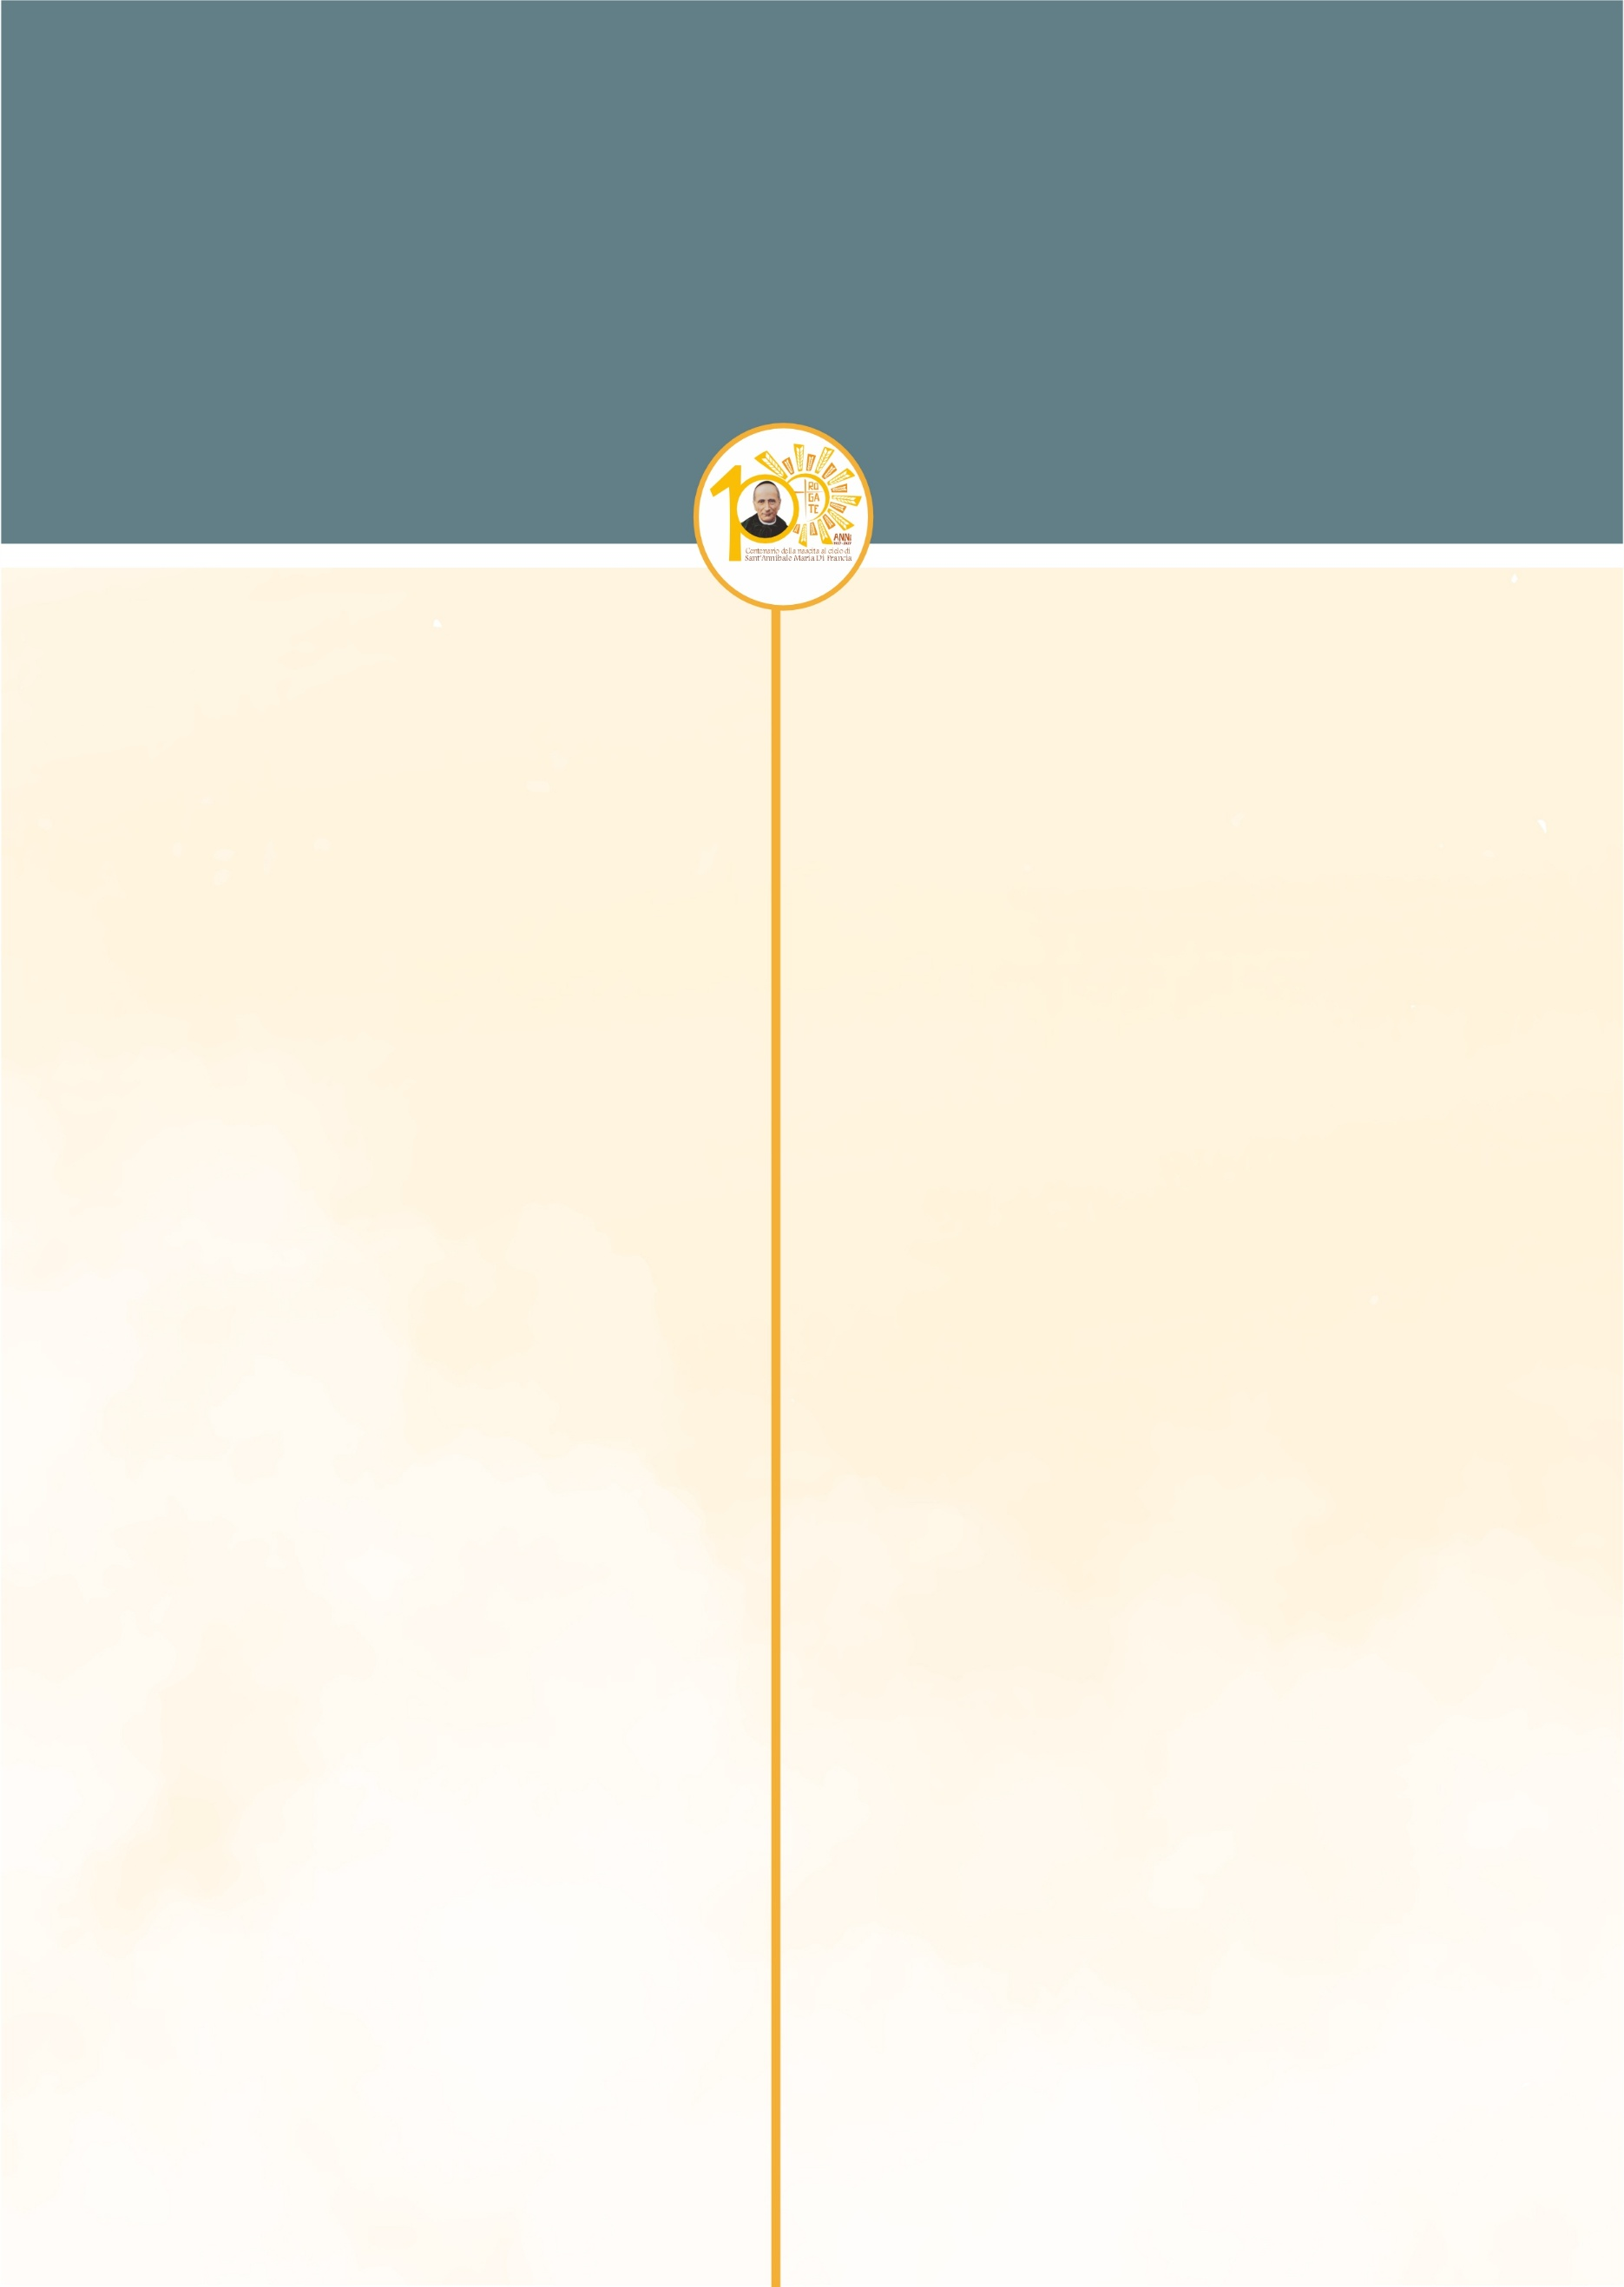 RO
GA
TE
ANNI
Centenario della nascita al cielo di
Sant'Annibale Maria Di Francia